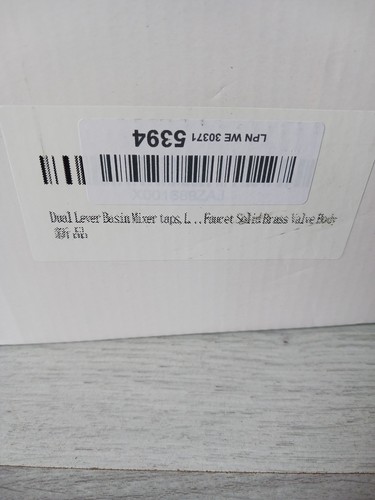 LPN WE 30371 5394
Dual Lever Basin Mixer taps, L...Faucet Solid Brass Valve Body
新品